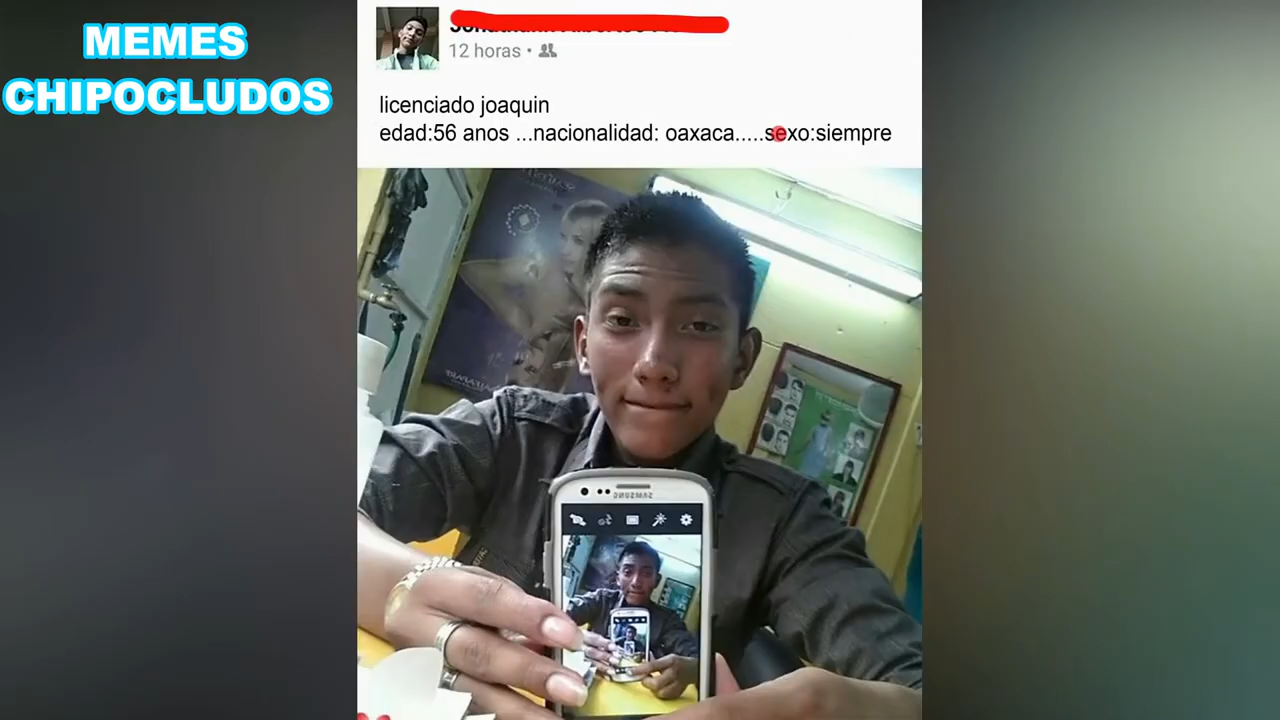 MEMES
CHIPOCLUDOS
12 horas
licenciado joaquin
edad:56 anos ...nacionalidad: oaxaca.....sexo:siempre
SAMSUNG